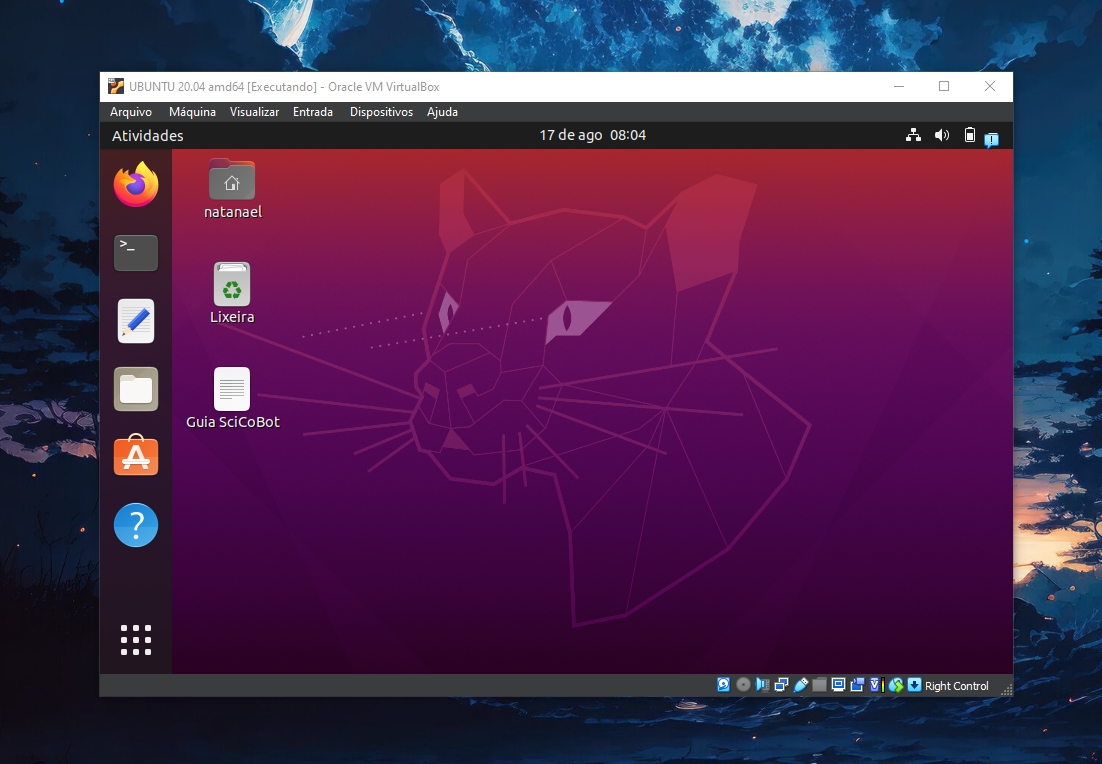 UBUNTU 20.04 amd64 [Executando] - Oracle VM VirtualBox
Arquivo Máquina Visualizar Entrada Dispositivos Ajuda
Atividades 17 de ago 08:04
>_
natanael
Lixeira
Guia SciCoBot
?
Right Control